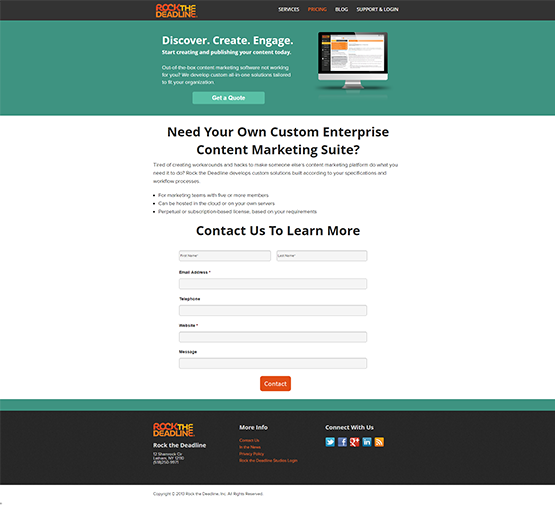 ROCK THE
DEADLINE.
SERVICES PRICING BLOG SUPPORT & LOGIN
Discover. Create. Engage.
Start creating and publishing your content today.
Out-of-the-box content marketing software not working
for you? We develop custom all-in-one solutions tailored
to fit your organization.
Get a Quote
Need Your Own Custom Enterprise
Content Marketing Suite?
Tired of creating workarounds and hacks to make someone else's content marketing platform do what you
need it to do? Rock the Deadline develops custom solutions built according to your specifications and
workflow processes.
For marketing teams with five or more members
Can be hosted in the cloud or on your own servers
Perpetual or subscription-based license, based on your requirements
Contact Us To Learn More
First Name* Last Name*
Email Address *
Telephone
Website *
Message
Contact
ROCK THE
DEADLINE.
Rock the Deadline
12 Shamrock Cir
Latham, NY 12110
More Info
Contact Us
In the News
Privacy Policy
Rock the Deadline Studios Login
Connect With Us
Copyright © 2013 Rock the Deadline, Inc. All Rights Reserved.